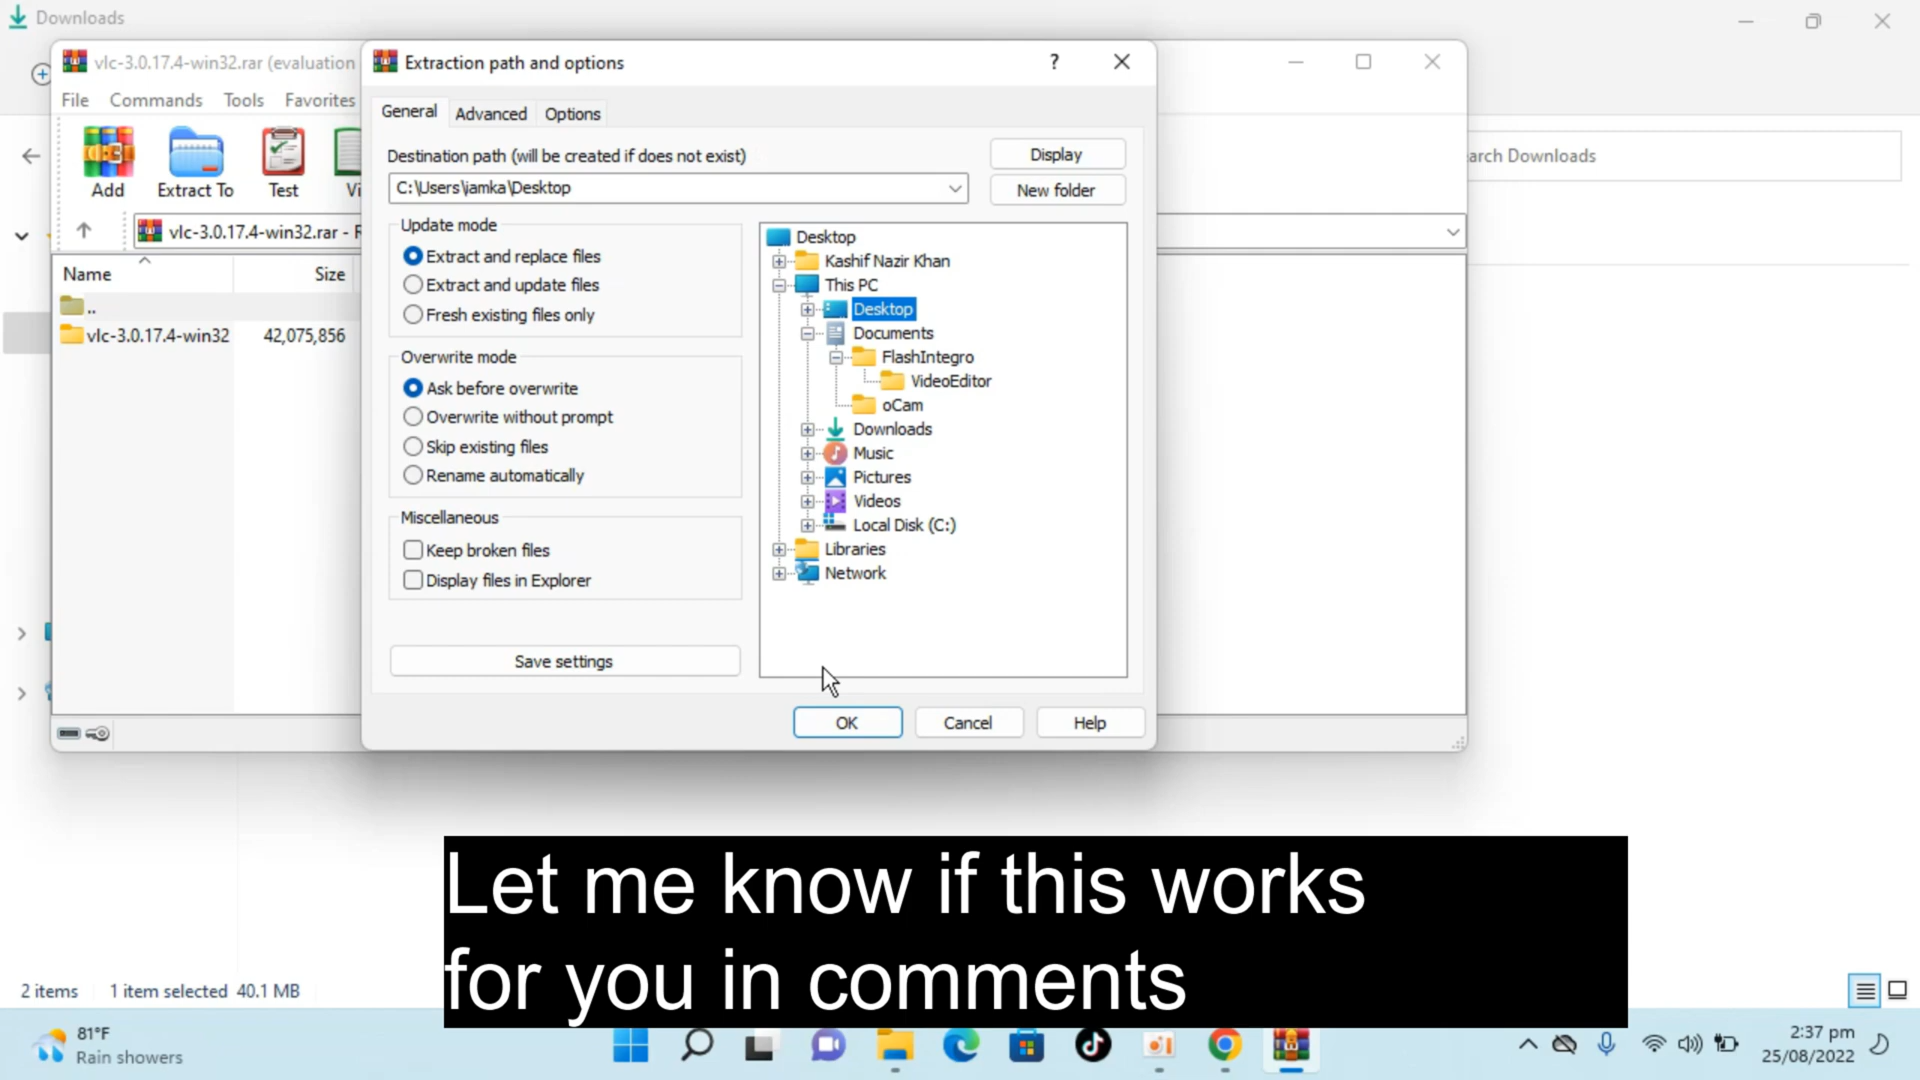 Downloads
vlc-3.0.17.4-win32.rar (evaluation
Extraction path and options
?
File Commands Tools Favorites
General Advanced Options
Add Extract To Test Vi
Destination path (will be created if does not exist)
C:\Users\iamka\Desktop
Display
New folder
arch Downloads
vlc-3.0.17.4-win32.rar - R
Name Size
..
vlc-3.0.17.4-win32 42,075,856
Update mode
Extract and replace files
Extract and update files
Fresh existing files only
Overwrite mode
Ask before overwrite
Overwrite without prompt
Skip existing files
Rename automatically
Miscellaneous
Keep broken files
Display files in Explorer
Save settings
Desktop
Kashif Nazir Khan
This PC
Desktop
Documents
FlashIntegro
VideoEditor
oCam
Downloads
Music
Pictures
Videos
Local Disk (C:)
Libraries
Network
OK Cancel Help
Let me know if this works
for you in comments
2 items 1 item selected 40.1 MB
81°F
Rain showers
2:37 pm
25/08/2022